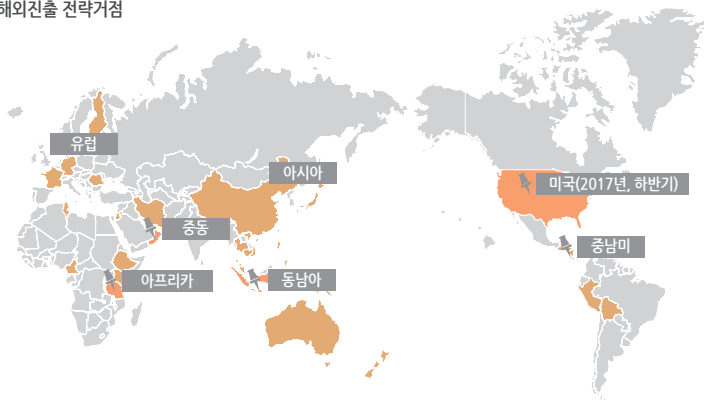 해외진출 전략거점
유럽
아시아
미국(2017년, 하반기)
중동
중남미
아프리카
동남아